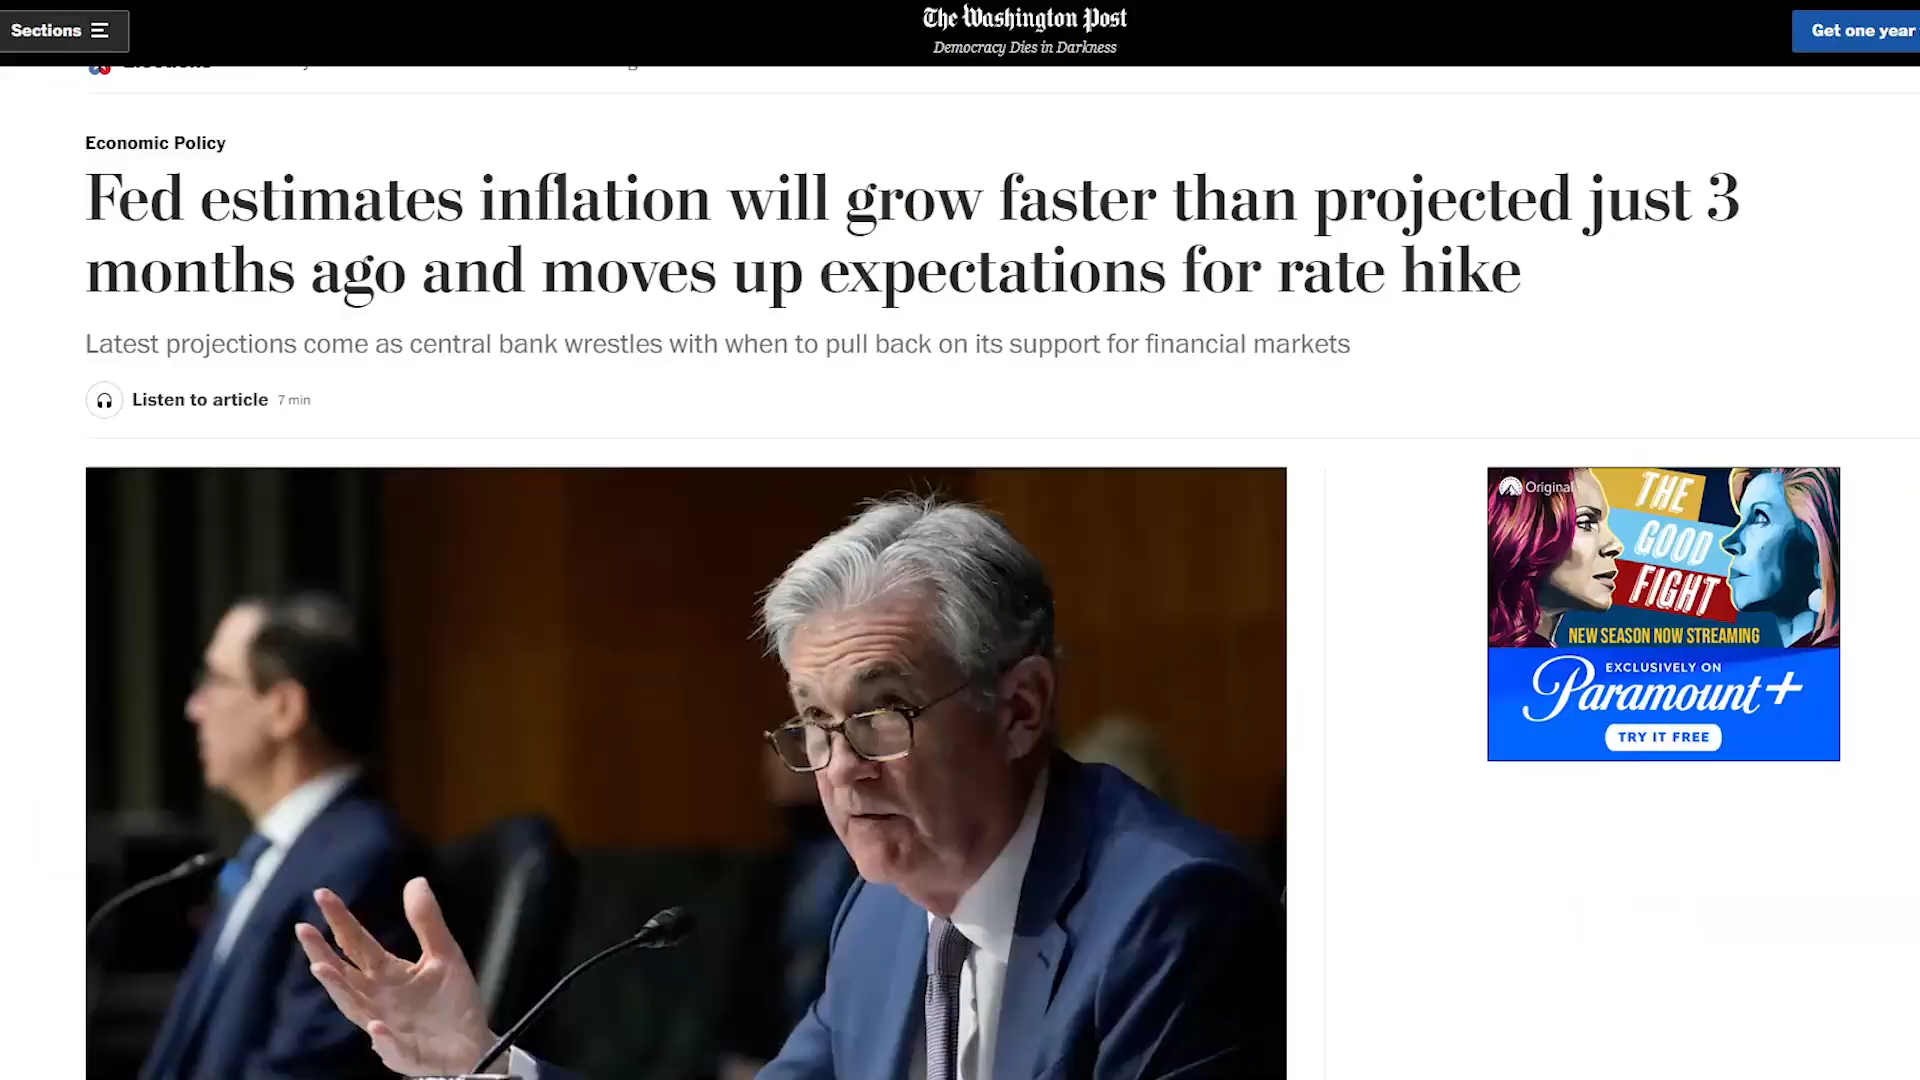 Sections
The Washington Post
Democracy Dies in Darkness
Get one year
Economic Policy
Fed estimates inflation will grow faster than projected just 3
months ago and moves up expectations for rate hike
Latest projections come as central bank wrestles with when to pull back on its support for financial markets
Listen to article 7 min
Original
THE
GOOD
FIGHT
NEW SEASON NOW STREAMING
EXCLUSIVELY ON
Paramount+
TRY IT FREE